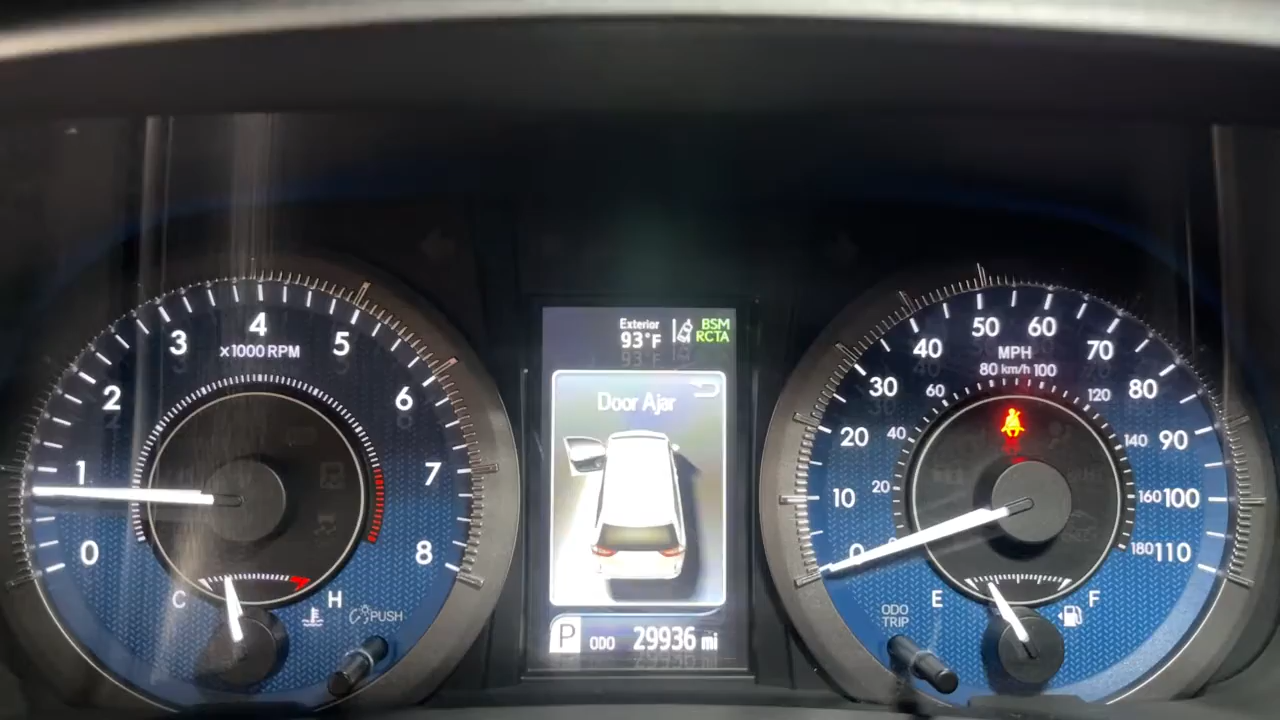 0
1
2
3
4
5
6
7
8
x1000 RPM
C
H
PUSH
Exterior
93°F
BSM
RCTA
Door Ajar
P ODO 29936 mi
0
10
20
30
40
50
60
70
80
90
100
110
MPH
80 km/h 100
20
40
60
120
140
160
180
ODO
TRIP
E
F